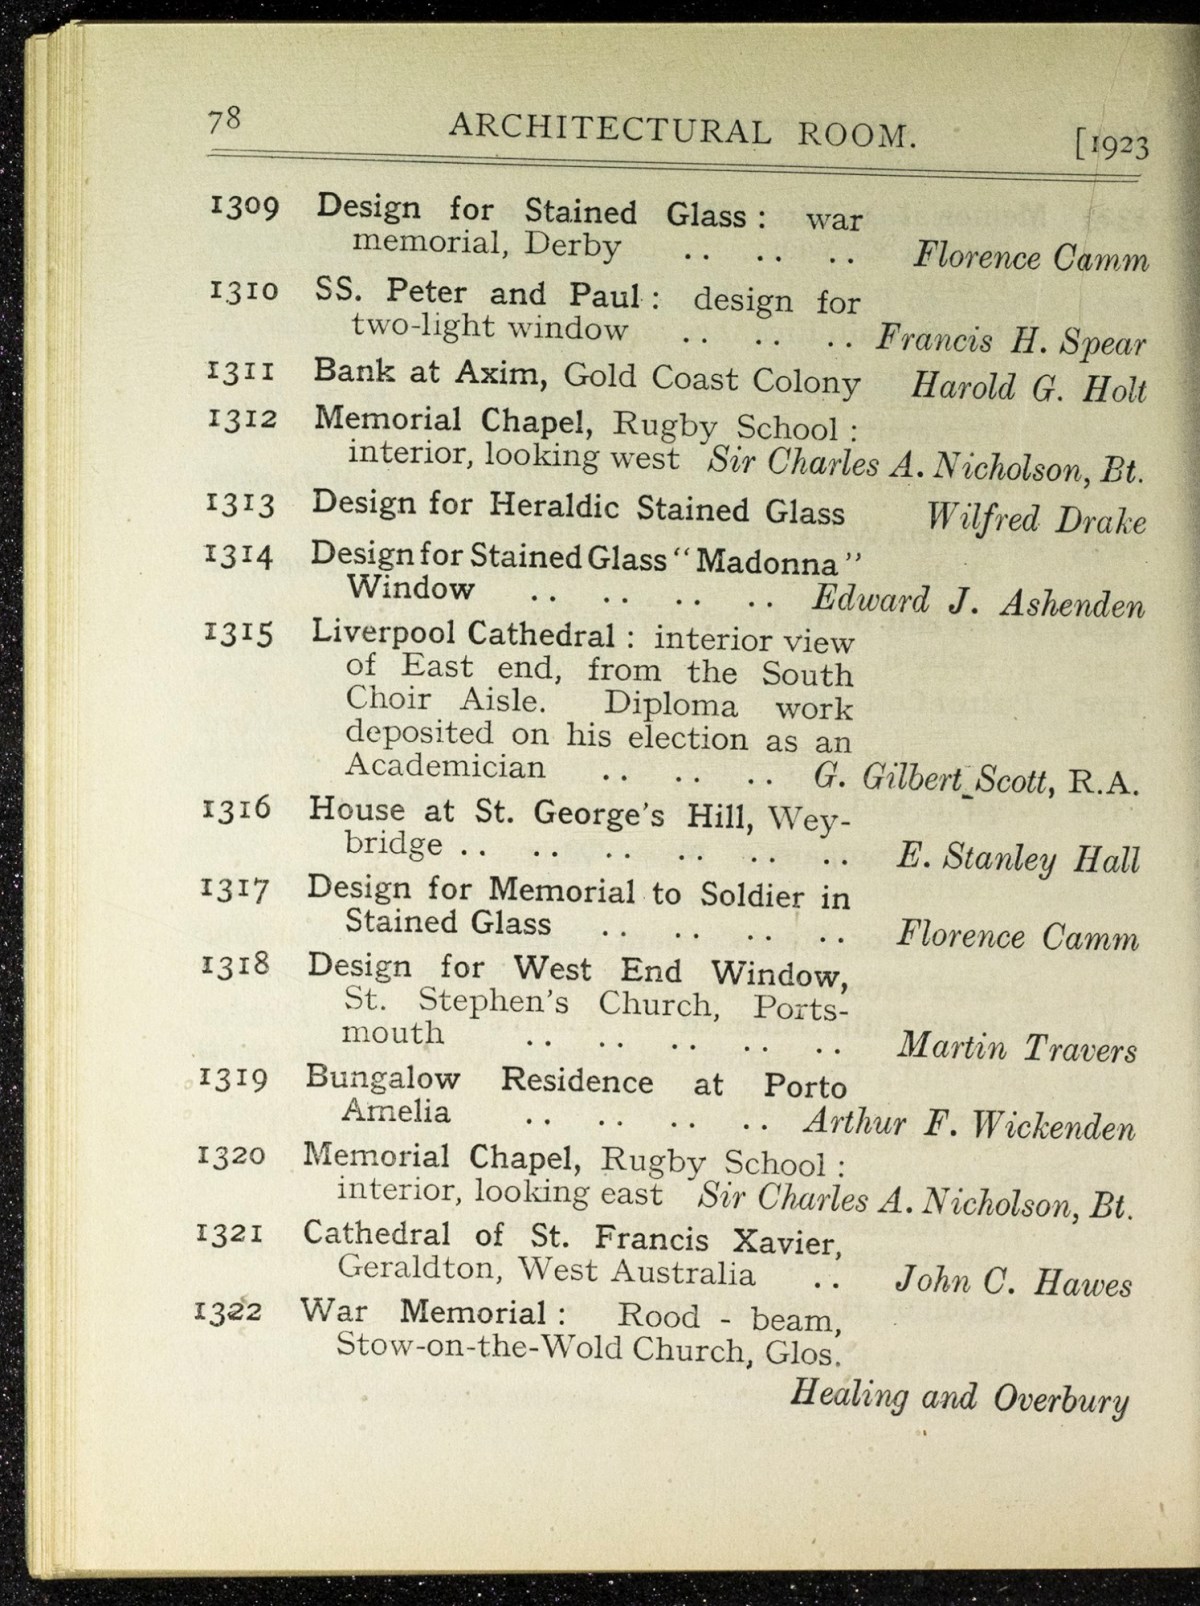 78 ARCHITECTURAL ROOM. [1923
1309 Design for Stained Glass : war
memorial, Derby .. .. .. Florence Camm
1310 SS. Peter and Paul : design for
two-light window .. .. .. Francis H. Spear
1311 Bank at Axim, Gold Coast Colony Harold G. Holt
1312 Memorial Chapel, Rugby School :
interior, looking west Sir Charles A. Nicholson, Bt.
1313 Design for Heraldic Stained Glass Wilfred Drake
1314 Design for Stained Glass "Madonna"
Window .. .. .. .. Edward J. Ashenden
1315 Liverpool Cathedral : interior view
of East end, from the South
Choir Aisle. Diploma work
deposited on his election as an
Academician .. .. .. G. Gilbert Scott, R.A.
1316 House at St. George's Hill, Wey-
bridge .. .. .. .. .. .. E. Stanley Hall
1317 Design for Memorial to Soldier in
Stained Glass .. .. .. .. Florence Camm
1318 Design for West End Window,
St. Stephen's Church, Ports-
mouth .. .. .. .. .. Martin Travers
1319 Bungalow Residence at Porto
Amelia .. .. .. .. Arthur F. Wickenden
1320 Memorial Chapel, Rugby School :
interior, looking east Sir Charles A. Nicholson, Bt.
1321 Cathedral of St. Francis Xavier,
Geraldton, West Australia .. John C. Hawes
1322 War Memorial : Rood - beam,
Stow-on-the-Wold Church, Glos.
Healing and Overbury